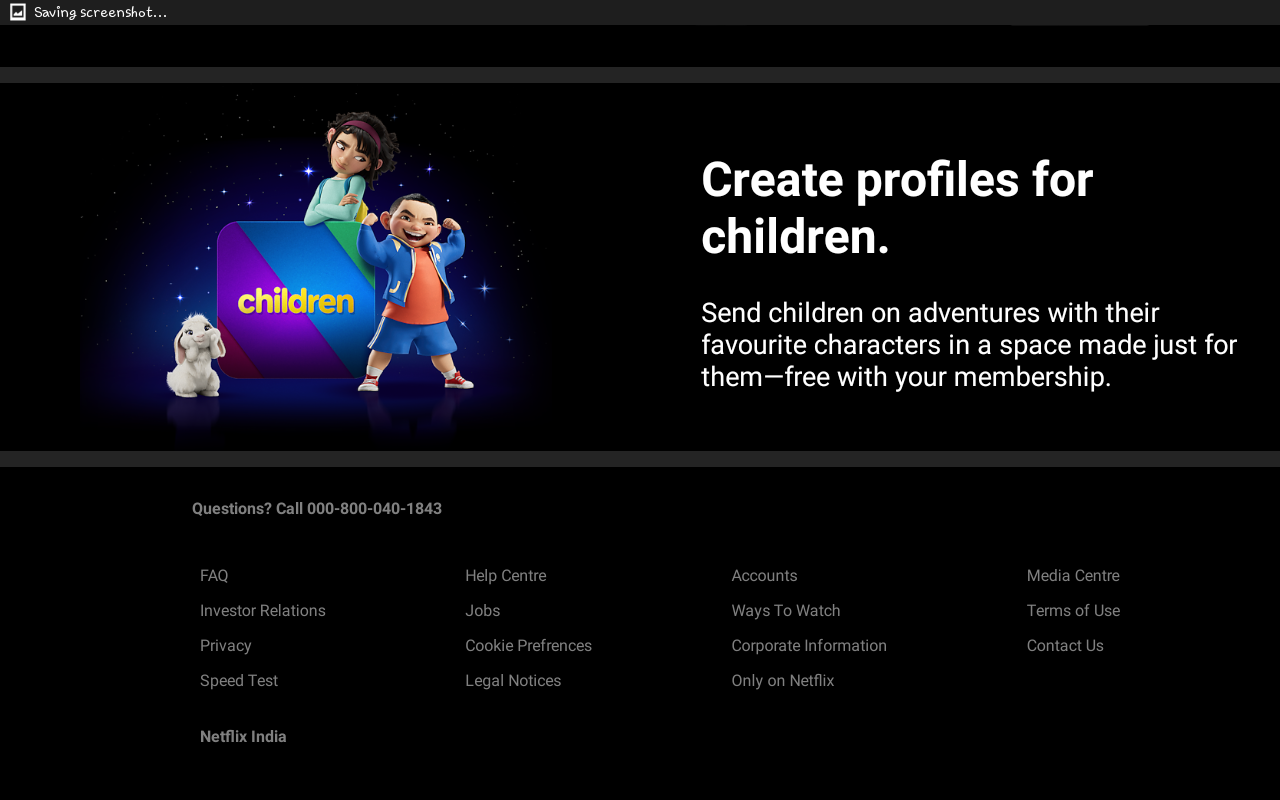 Saving screenshot...
children
Create profiles for
children.
Send children on adventures with their
favourite characters in a space made just for
them—free with your membership.
Questions? Call 000-800-040-1843
FAQ
Help Centre
Accounts
Media Centre
Investor Relations
Jobs
Ways To Watch
Terms of Use
Privacy
Cookie Prefrences
Corporate Information
Contact Us
Speed Test
Legal Notices
Only on Netflix
Netflix India